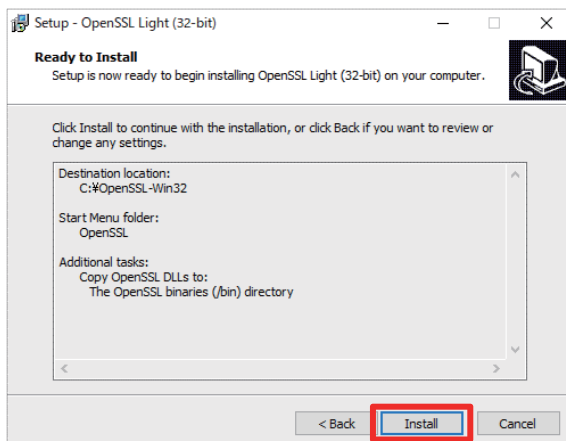 Setup - OpenSSL Light (32-bit)
Ready to Install
Setup is now ready to begin installing OpenSSL Light (32-bit) on your computer.
Click Install to continue with the installation, or click Back if you want to review or
change any settings.
Destination location:
C:¥OpenSSL-Win32
Start Menu folder:
OpenSSL
Additional tasks:
Copy OpenSSL DLLs to:
The OpenSSL binaries (/bin) directory
< Back
Install
Cancel